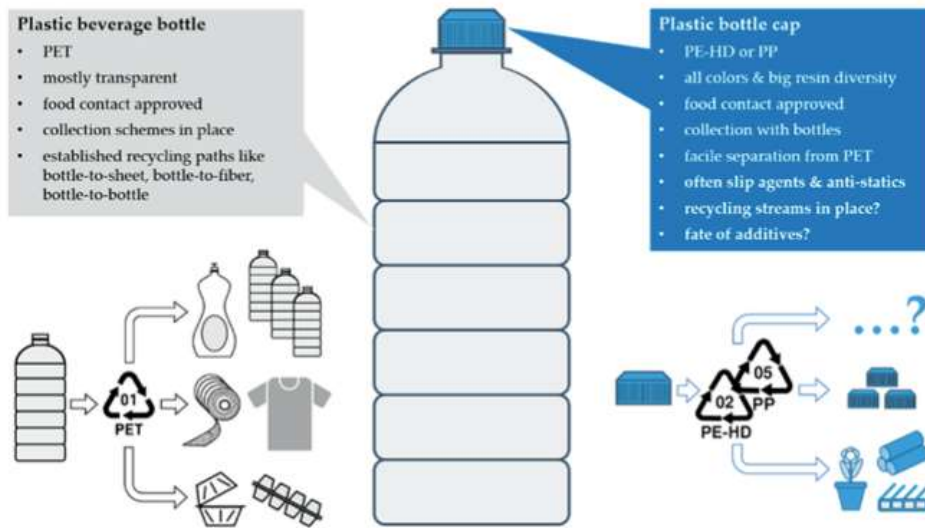 Plastic beverage bottle
• PET
• mostly transparent
• food contact approved
• collection schemes in place
• established recycling paths like
bottle-to-sheet, bottle-to-fiber,
bottle-to-bottle
Plastic bottle cap
• PE-HD or PP
• all colors & big resin diversity
• food contact approved
• collection with bottles
• facile separation from PET
• often slip agents & anti-statics
• recycling streams in place?
• fate of additives?
01
PET
...?
05
PP
02
PE-HD